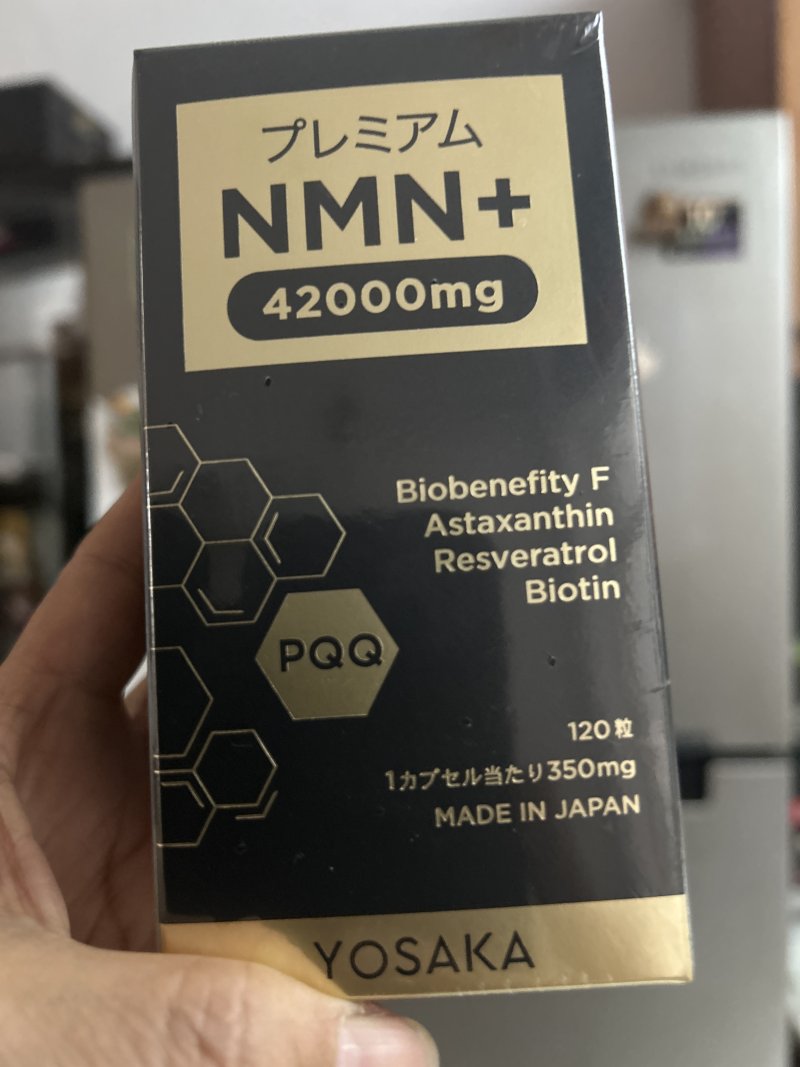 プレミアム
NMN+
42000mg
Biobenefity F
Astaxanthin
Resveratrol
Biotin
PQQ
120粒
1カプセル当たり350mg
MADE IN JAPAN
YOSAKA